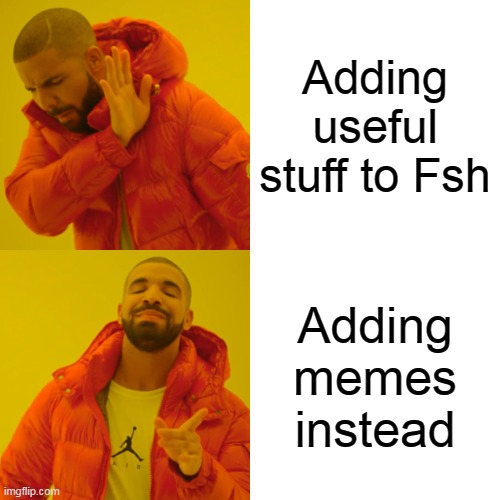 Adding
useful
stuff to Fsh
Adding
memes
instead
imgflip.com